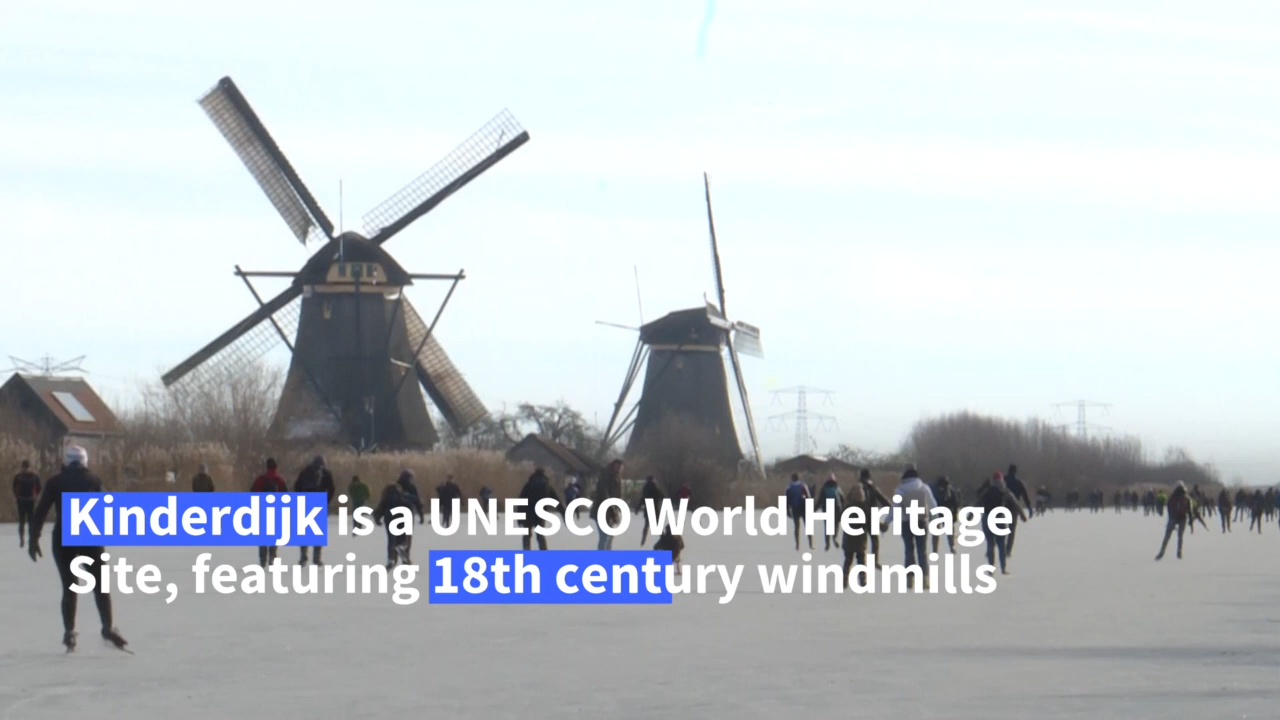 Kinderdijk is a UNESCO World Heritage
Site, featuring 18th century windmills